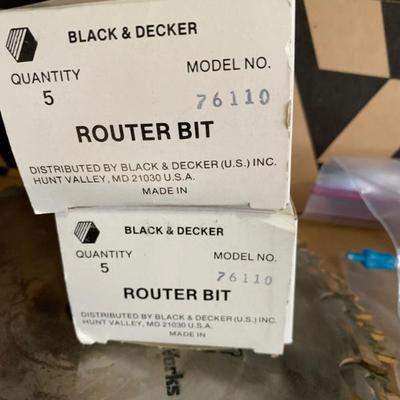 BLACK & DECKER
QUANTITY MODEL NO.
5 76110
ROUTER BIT
DISTRIBUTED BY BLACK & DECKER (U.S.) INC.
HUNT VALLEY, MD 21030 U.S.A.
MADE IN
BLACK & DECKER
QUANTITY MODEL NO.
5 76110
ROUTER BIT
DISTRIBUTED BY BLACK & DECKER (U.S.) INC.
HUNT VALLEY, MD 21030 U.S.A.
MADE IN
Works